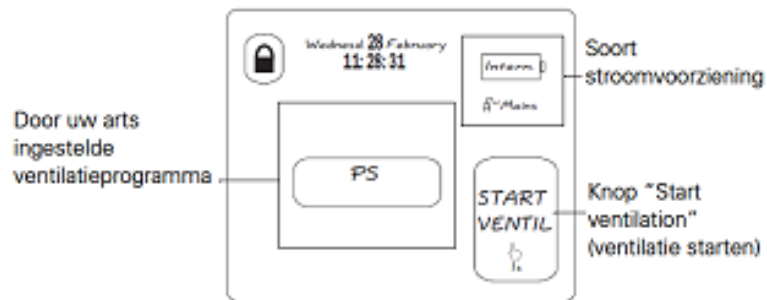 Wednesd 28 February
11:28:31
Interm
Mains
Soort
stroomvoorziening
Door uw arts
ingestelde
ventilatieprogramma
PS
START
VENTIL
Knop "Start
ventilation"
(ventilatie starten)